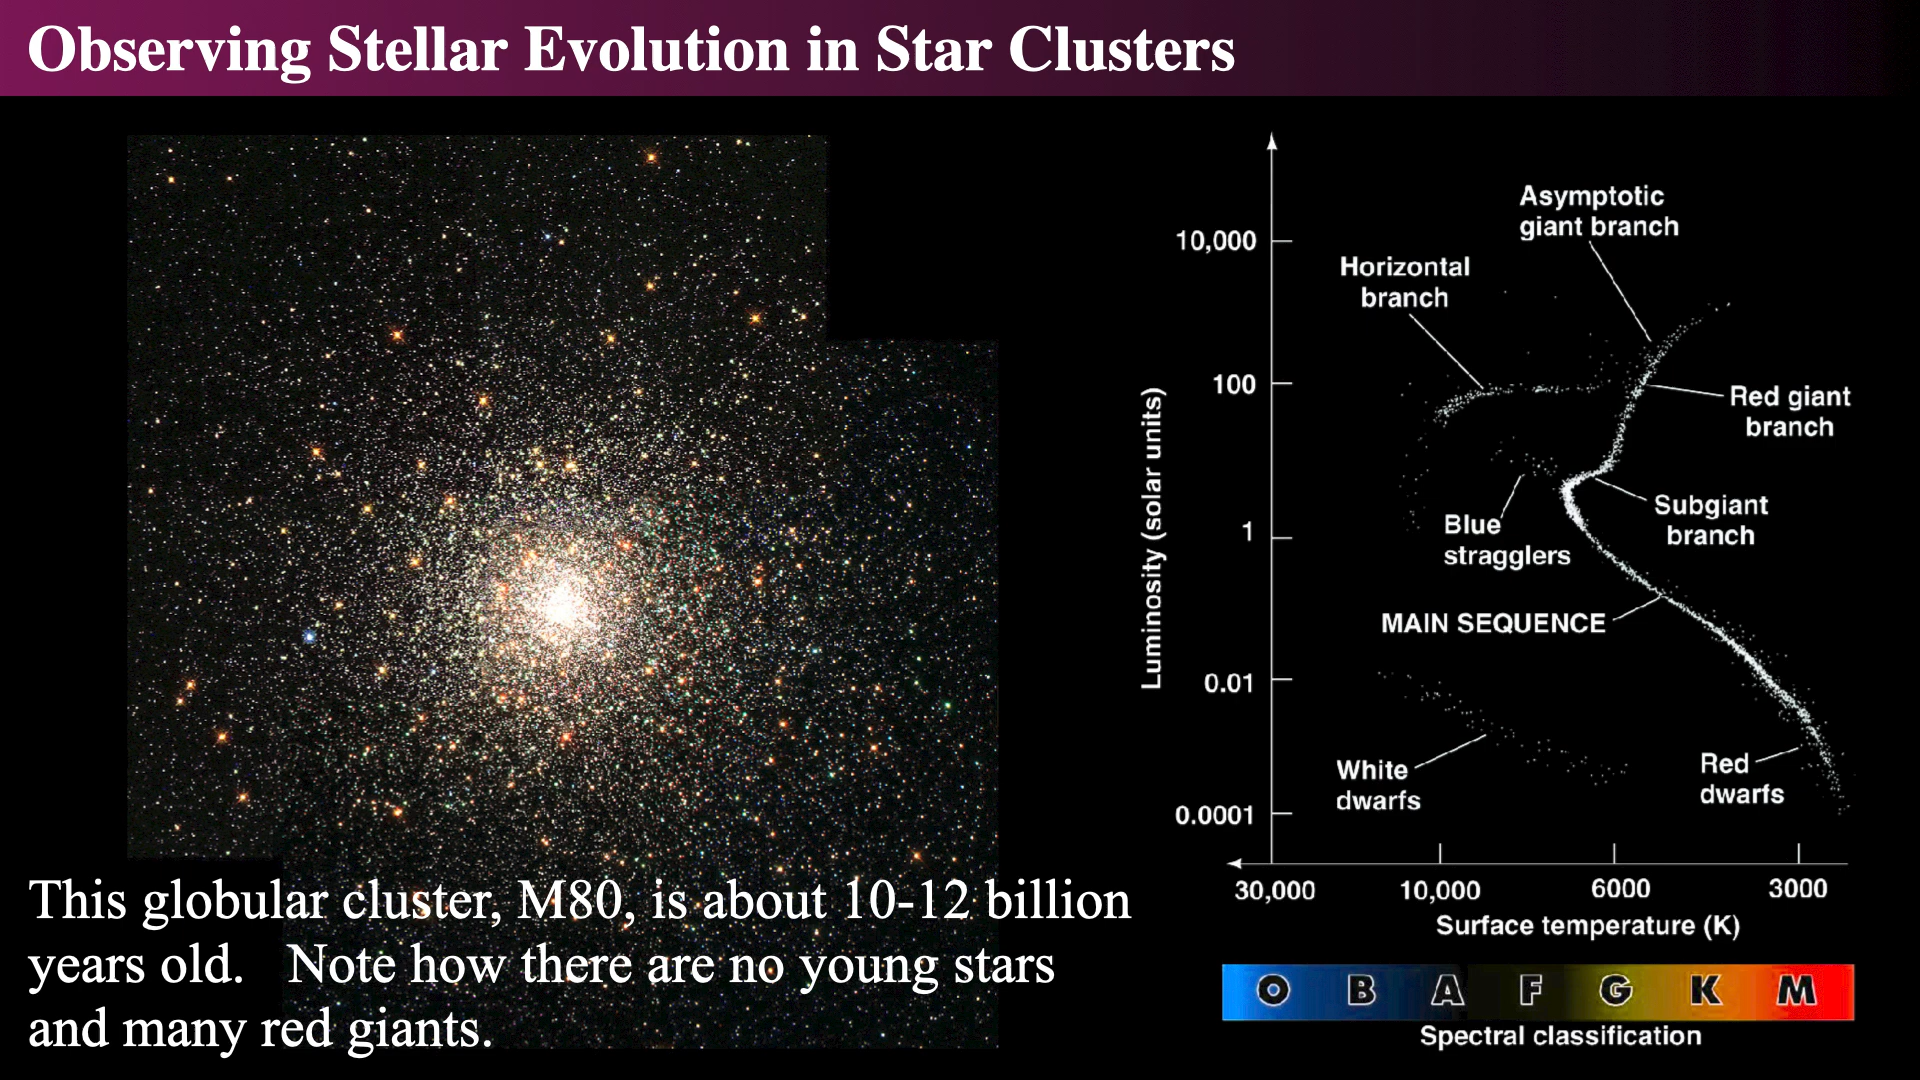 Observing Stellar Evolution in Star Clusters
This globular cluster, M80, is about 10-12 billion
years old. Note how there are no young stars
and many red giants.
Luminosity (solar units)
10,000
100
1
0.01
0.0001
Asymptotic
giant branch
Horizontal
branch
Red giant
branch
Subgiant
branch
Blue
stragglers
MAIN SEQUENCE
White
dwarfs
Red
dwarfs
30,000 10,000 6000 3000
Surface temperature (K)
O B A F G K M
Spectral classification